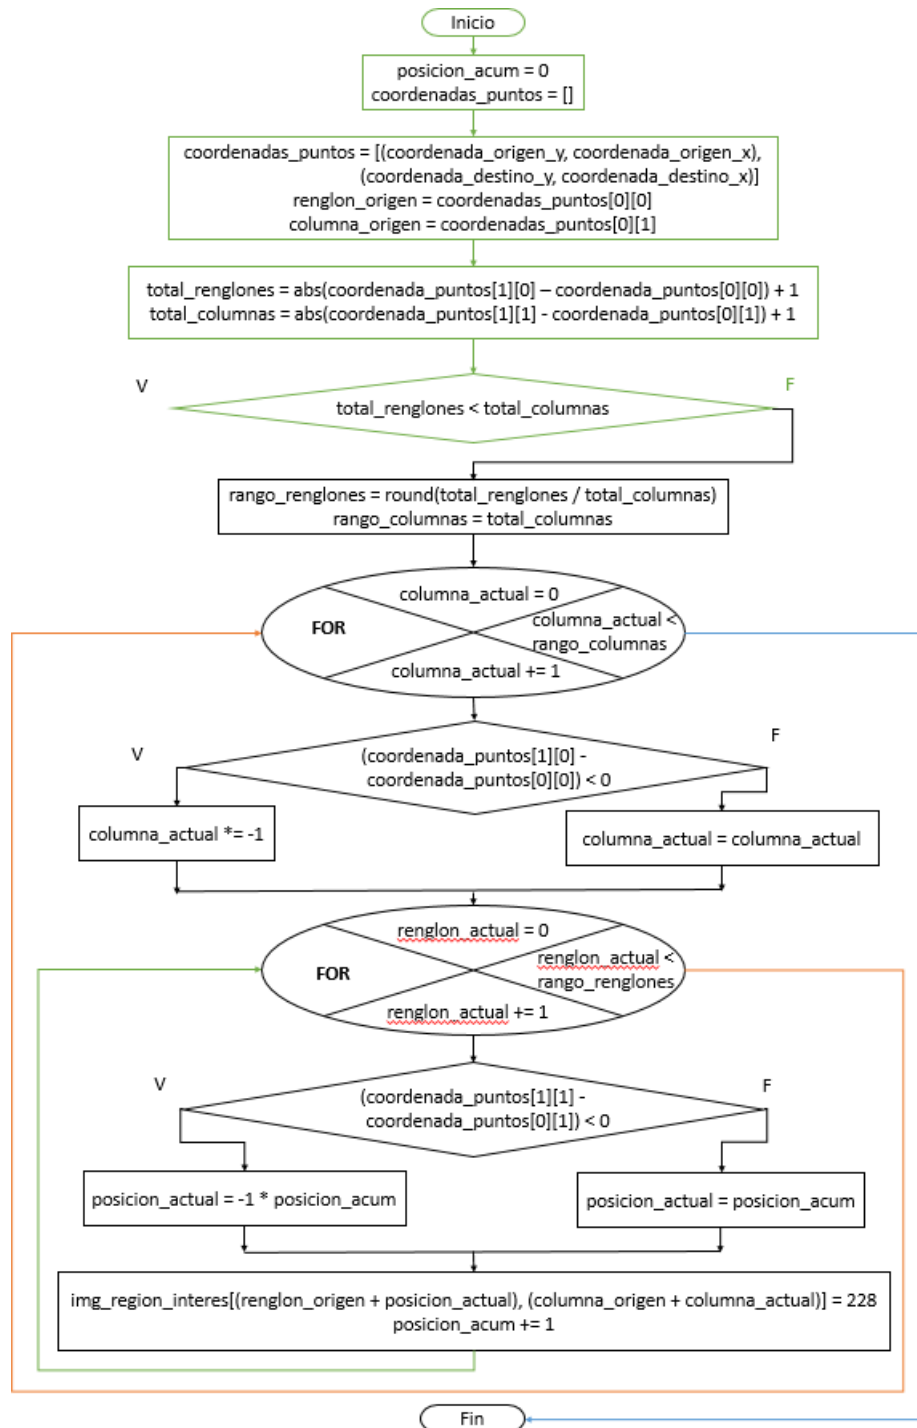 Inicio
posicion_acum = 0
coordenadas_puntos = []
coordenadas_puntos = [(coordenada_origen_y, coordenada_origen_x),
(coordenada_destino_y, coordenada_destino_x)]
renglon_origen = coordenadas_puntos[0][0]
columna_origen = coordenadas_puntos[0][1]
total_renglones = abs(coordenada_puntos[1][0] – coordenada_puntos[0][0]) + 1
total_columnas = abs(coordenada_puntos[1][1] - coordenada_puntos[0][1]) + 1
V
F
total_renglones < total_columnas
rango_renglones = round(total_renglones / total_columnas)
rango_columnas = total_columnas
columna_actual = 0
FOR
columna_actual <
rango_columnas
columna_actual += 1
V
F
(coordenada_puntos[1][0] -
coordenada_puntos[0][0]) < 0
columna_actual *= -1
columna_actual = columna_actual
renglon_actual = 0
FOR
renglon_actual <
rango_renglones
renglon_actual += 1
V
F
(coordenada_puntos[1][1] -
coordenada_puntos[0][1]) < 0
posicion_actual = -1 * posicion_acum
posicion_actual = posicion_acum
img_region_interes[(renglon_origen + posicion_actual), (columna_origen + columna_actual)] = 228
posicion_acum += 1
Fin